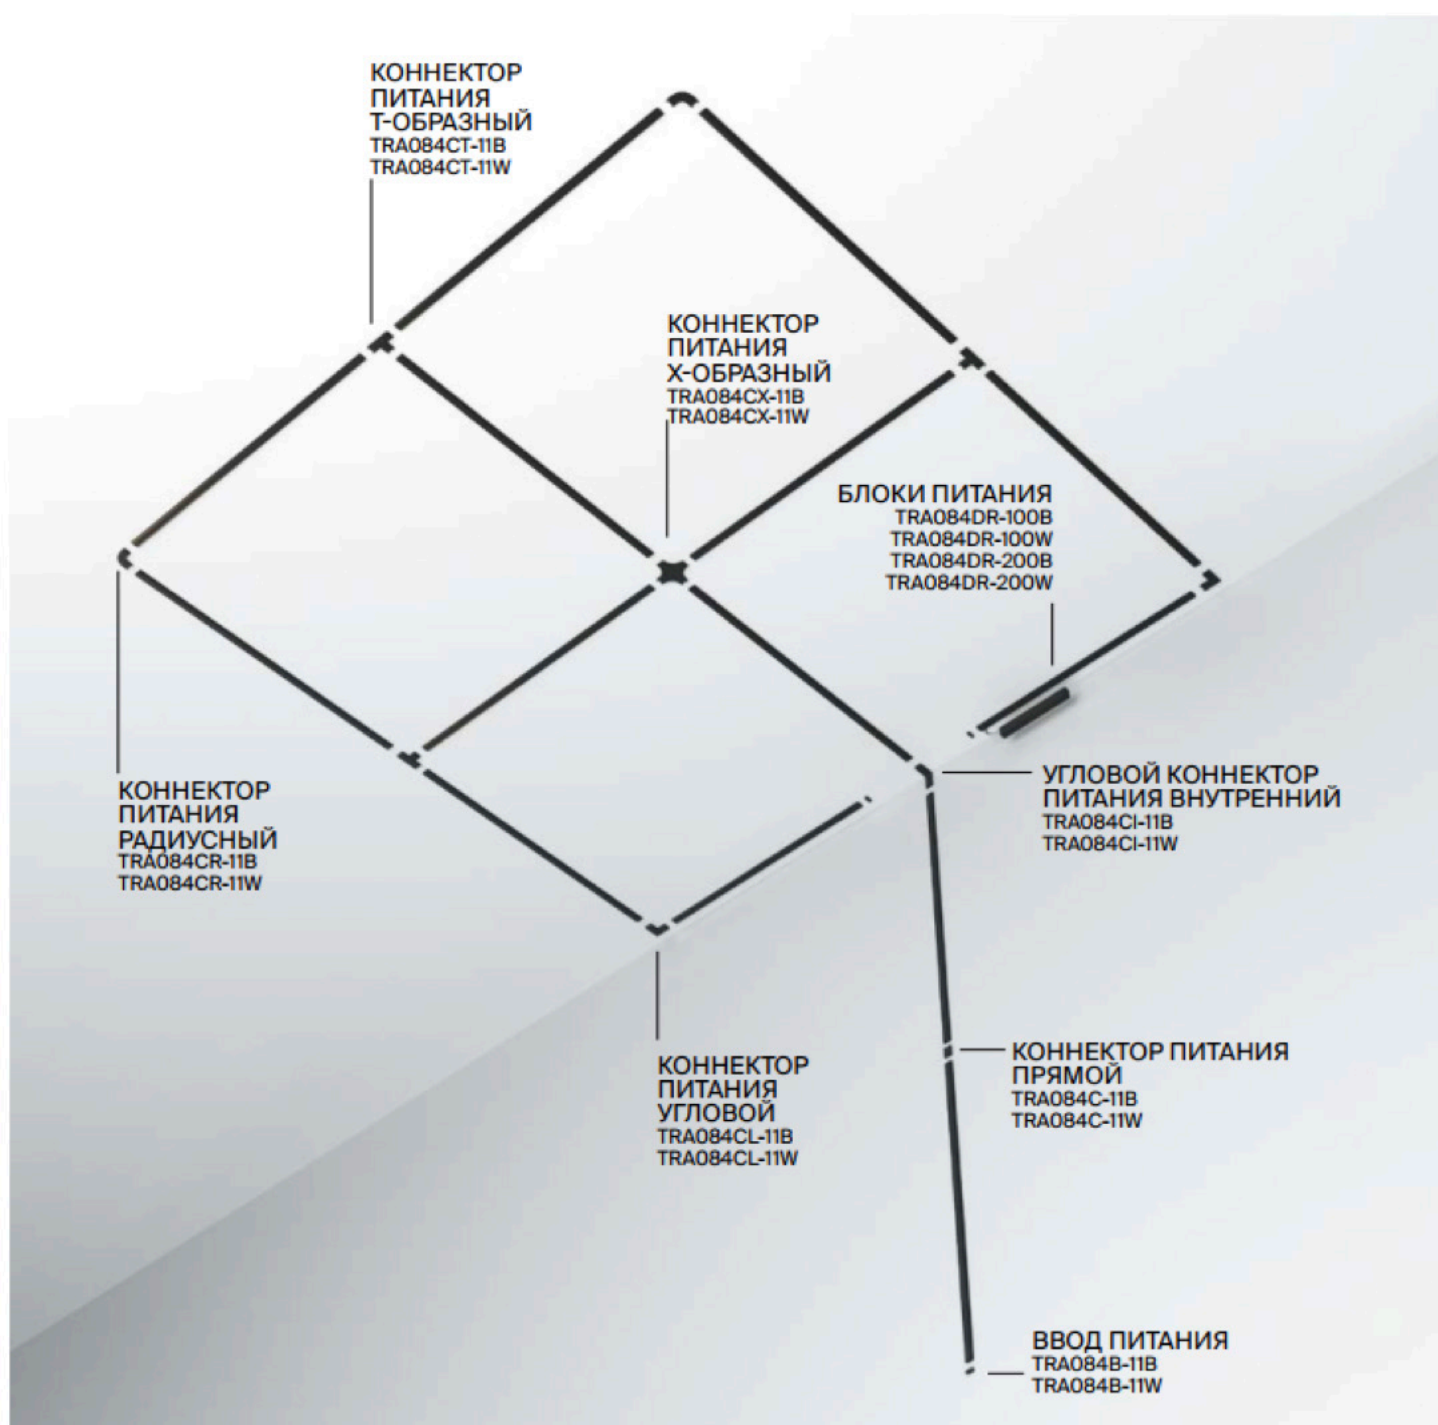 КОННЕКТОР
ПИТАНИЯ
Т-ОБРАЗНЫЙ
TRA084CT-11B
TRA084CT-11W
КОННЕКТОР
ПИТАНИЯ
Х-ОБРАЗНЫЙ
TRA084CX-11B
TRA084CX-11W
БЛОКИ ПИТАНИЯ
TRA084DR-100B
TRA084DR-100W
TRA084DR-200B
TRA084DR-200W
КОННЕКТОР
ПИТАНИЯ
РАДИУСНЫЙ
TRA084CR-11B
TRA084CR-11W
УГЛОВОЙ КОННЕКТОР
ПИТАНИЯ ВНУТРЕННИЙ
TRA084CI-11B
TRA084CI-11W
КОННЕКТОР
ПИТАНИЯ
УГЛОВОЙ
TRA084CL-11B
TRA084CL-11W
КОННЕКТОР ПИТАНИЯ
ПРЯМОЙ
TRA084C-11B
TRA084C-11W
ВВОД ПИТАНИЯ
TRA084B-11B
TRA084B-11W